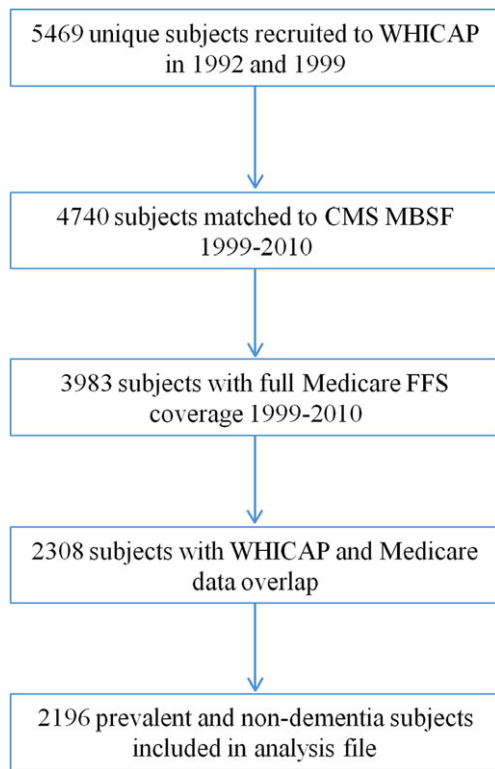 5469 unique subjects recruited to WHICAP
in 1992 and 1999
4740 subjects matched to CMS MBSF
1999-2010
3983 subjects with full Medicare FFS
coverage 1999-2010
2308 subjects with WHICAP and Medicare
data overlap
2196 prevalent and non-dementia subjects
included in analysis file